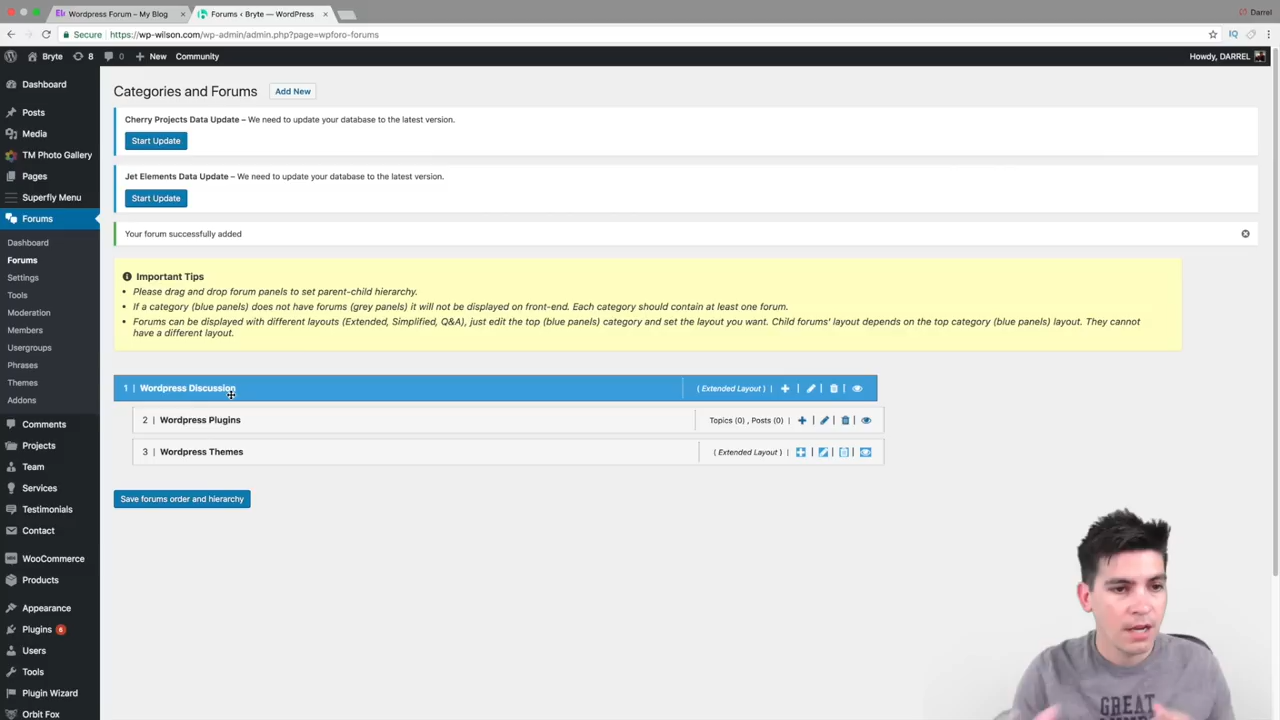 Wordpress Forum – My Blog
Forums ‹ Bryte — WordPress
Darrel
Secure https://wp-wilson.com/wp-admin/admin.php?page=wpforo-forums
IQ
Bryte 8 0 New Community
Howdy, DARREL
Dashboard
Posts
Media
TM Photo Gallery
Pages
Superfly Menu
Forums
Dashboard
Forums
Settings
Tools
Moderation
Members
Usergroups
Phrases
Themes
Addons
Comments
Projects
Team
Services
Testimonials
Contact
WooCommerce
Products
Appearance
Plugins 6
Users
Tools
Plugin Wizard
Orbit Fox
Categories and Forums Add New
Cherry Projects Data Update – We need to update your database to the latest version.
Start Update
Jet Elements Data Update – We need to update your database to the latest version.
Start Update
Your forum successfully added
Important Tips
Please drag and drop forum panels to set parent-child hierarchy.
If a category (blue panels) does not have forums (grey panels) it will not be displayed on front-end. Each category should contain at least one forum.
Forums can be displayed with different layouts (Extended, Simplified, Q&A), just edit the top (blue panels) category and set the layout you want. Child forums' layout depends on the top category (blue panels) layout. They cannot
have a different layout.
1 | Wordpress Discussion ( Extended Layout ) | | | |
2 | Wordpress Plugins Topics (0) , Posts (0) | | | |
3 | Wordpress Themes ( Extended Layout ) | | | |
Save forums order and hierarchy
GREAT